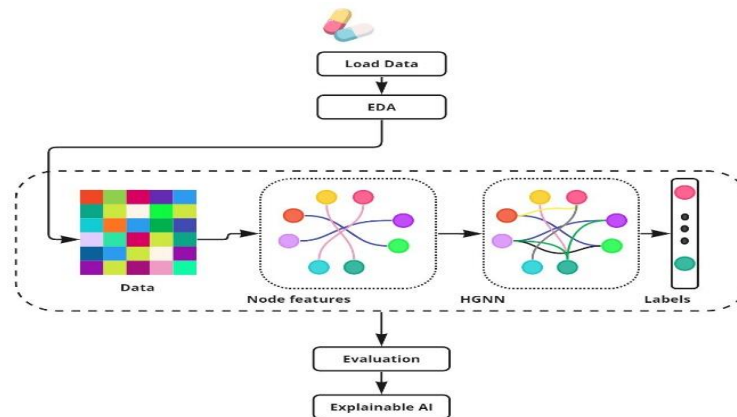 Load Data
EDA
Data
Node features
HGNN
Labels
Evaluation
Explainable AI